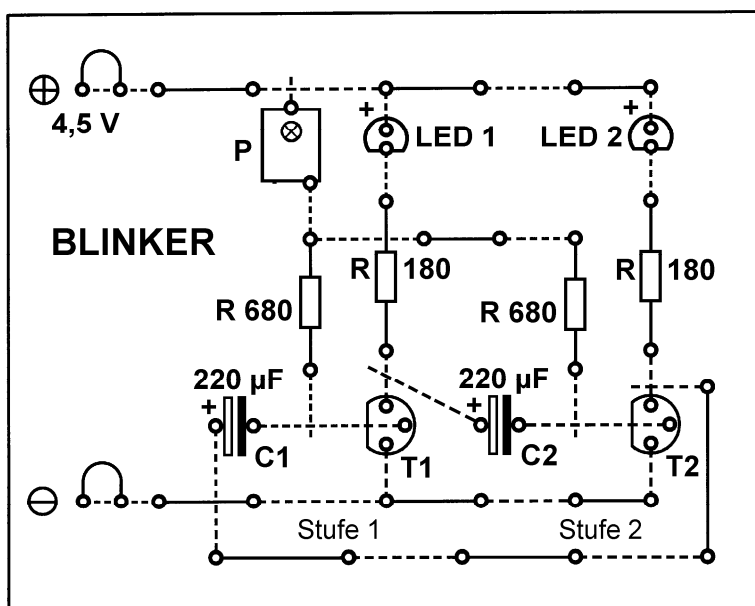 4,5 V
+
LED 1
+
LED 2
P
BLINKER
R 180
R 180
R 680
R 680
220 µF
220 µF
+
+
C1
T1
C2
T2
Stufe 1
Stufe 2